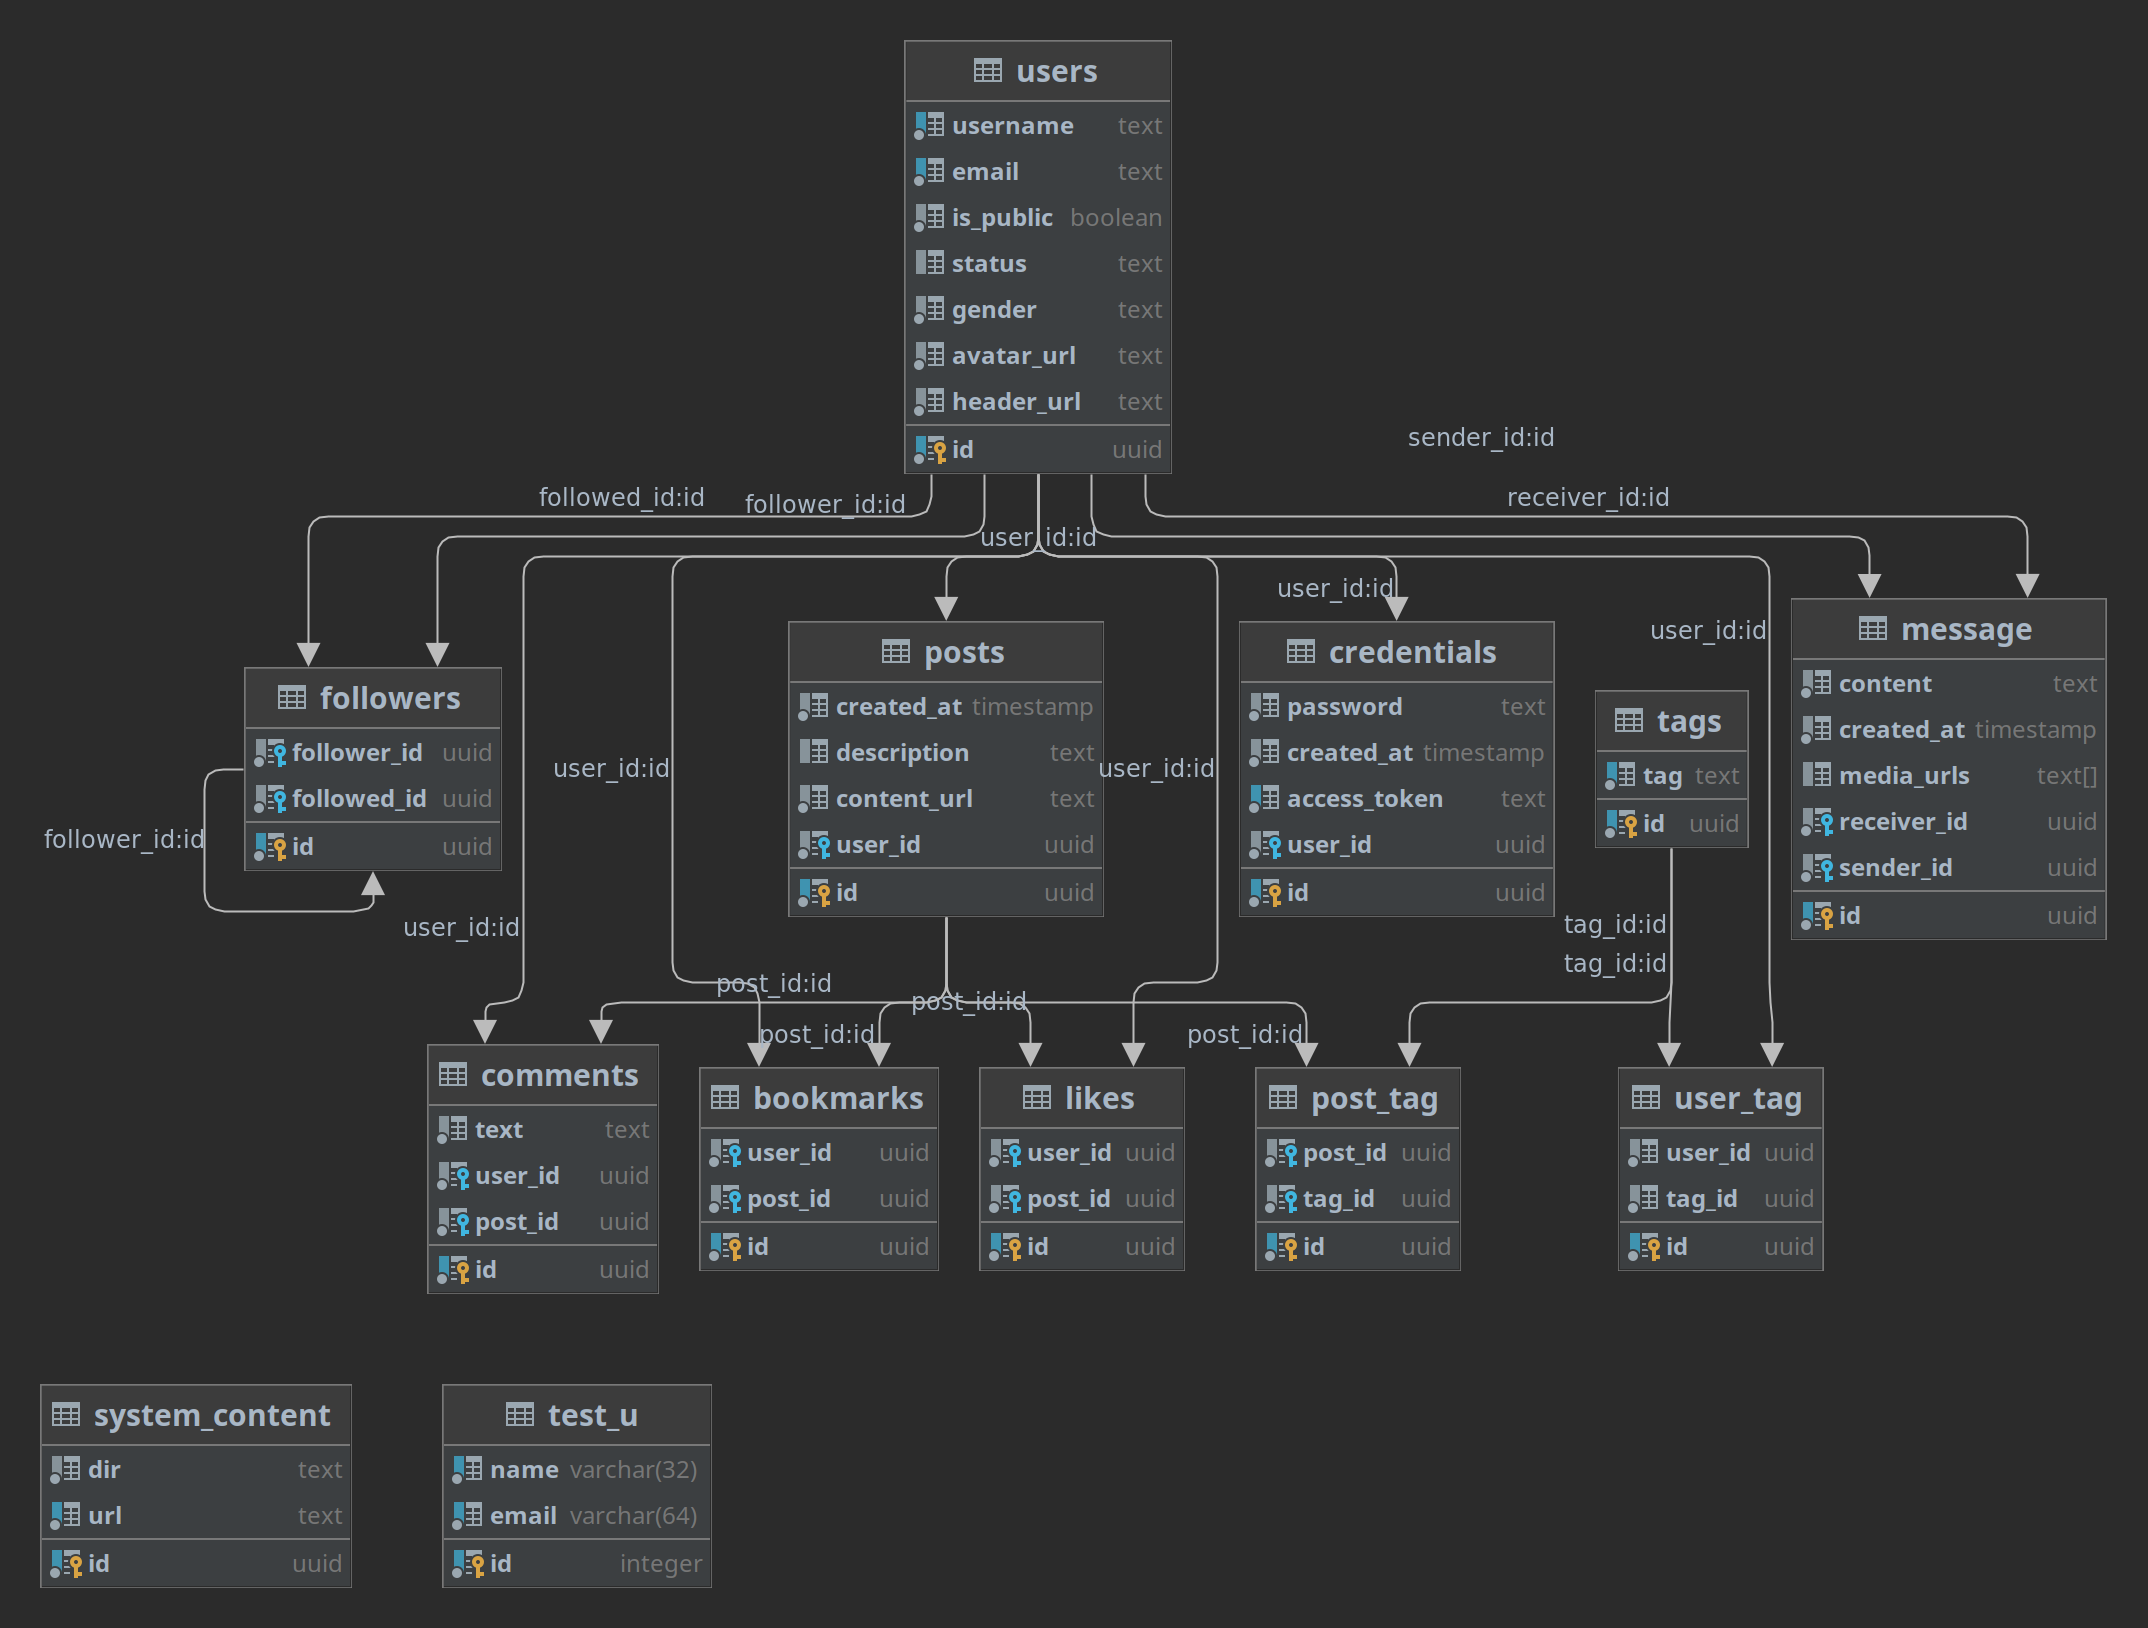 users
username text
email text
is_public boolean
status text
gender text
avatar_url text
header_url text
id uuid
sender_id:id
followed_id:id
follower_id:id
receiver_id:id
user_id:id
user_id:id
user_id:id
followers
follower_id uuid
followed_id uuid
id uuid
follower_id:id
user_id:id
user_id:id
posts
created_at timestamp
description text
content_url text
user_id uuid
id uuid
user_id:id
credentials
password text
created_at timestamp
access_token text
user_id uuid
id uuid
tags
tag text
id uuid
message
content text
created_at timestamp
media_urls text[]
receiver_id uuid
sender_id uuid
id uuid
tag_id:id
tag_id:id
post_id:id
post_id:id
post_id:id
post_id:id
comments
text text
user_id uuid
post_id uuid
id uuid
bookmarks
user_id uuid
post_id uuid
id uuid
likes
user_id uuid
post_id uuid
id uuid
post_tag
post_id uuid
tag_id uuid
id uuid
user_tag
user_id uuid
tag_id uuid
id uuid
system_content
dir text
url text
id uuid
test_u
name varchar(32)
email varchar(64)
id integer